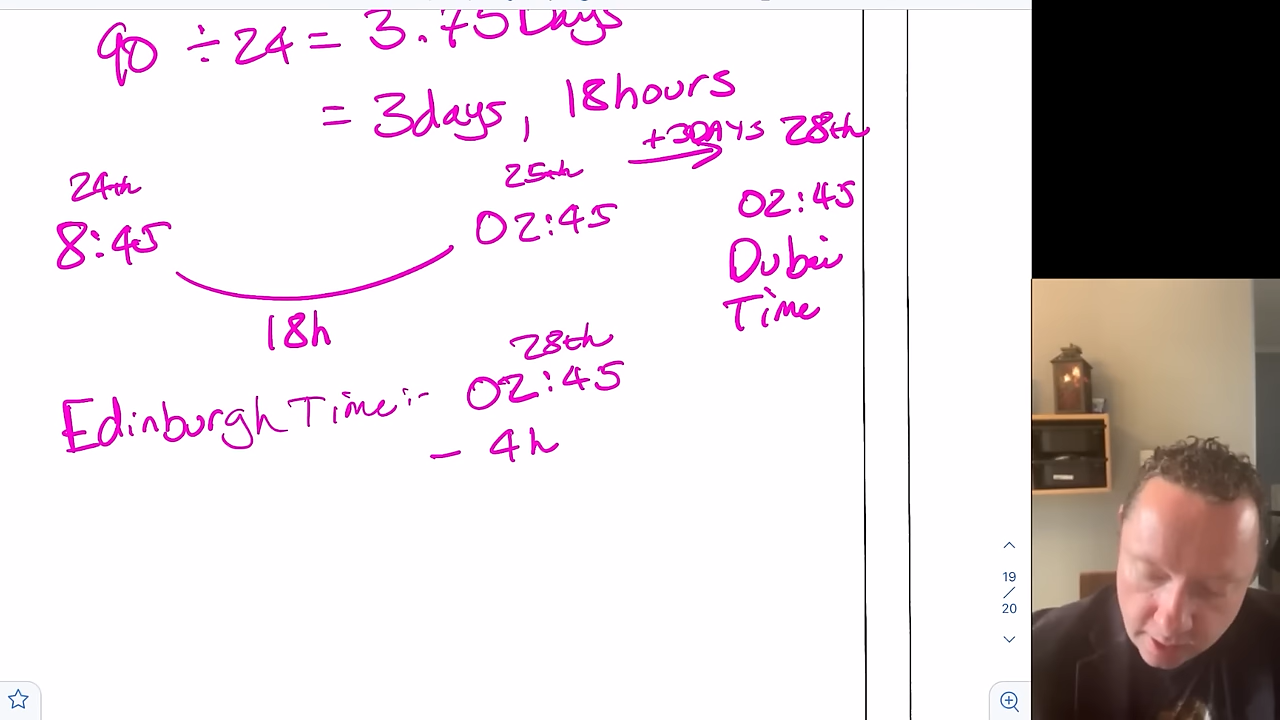 90 ÷ 24 = 3.75 Days
= 3days, 18hours
+3DAYS 28th
24th
25th
8:45
02:45
02:45
Dubai
Time
18h
28th
Edinburgh Time:- 02:45
- 4h
19
/
20